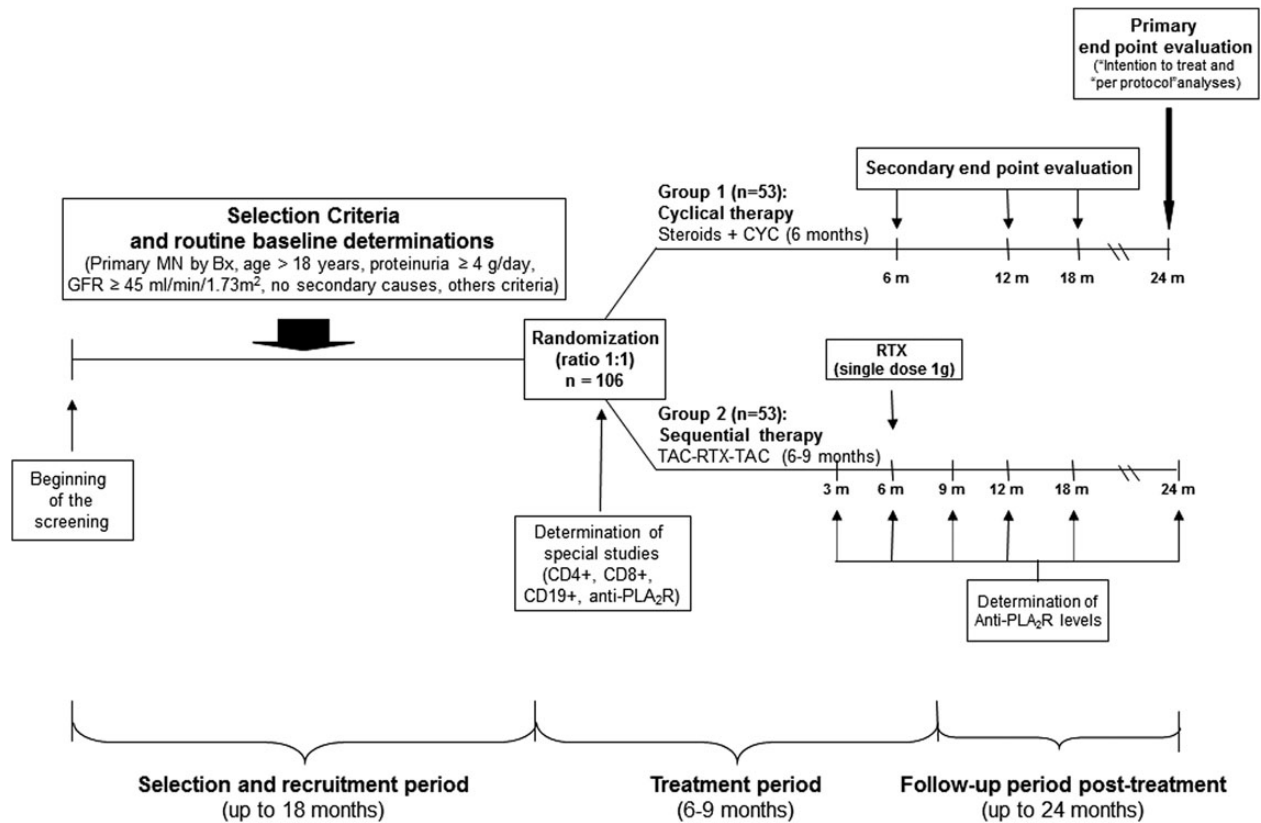 Primary
end point evaluation
("Intention to treat and
"per protocol"analyses)
Secondary end point evaluation
Group 1 (n=53):
Cyclical therapy
Steroids + CYC (6 months)
6 m
12 m
18 m
24 m
Selection Criteria
and routine baseline determinations
(Primary MN by Bx, age > 18 years, proteinuria ≥ 4 g/day,
GFR ≥ 45 ml/min/1.73m², no secondary causes, others criteria)
Randomization
(ratio 1:1)
n = 106
RTX
(single dose 1g)
Group 2 (n=53):
Sequential therapy
TAC-RTX-TAC (6-9 months)
3 m
6 m
9 m
12 m
18 m
24 m
Beginning
of the
screening
Determination of
special studies
(CD4+, CD8+,
CD19+, anti-PLA₂R)
Determination of
Anti-PLA₂R levels
Selection and recruitment period
(up to 18 months)
Treatment period
(6-9 months)
Follow-up period post-treatment
(up to 24 months)